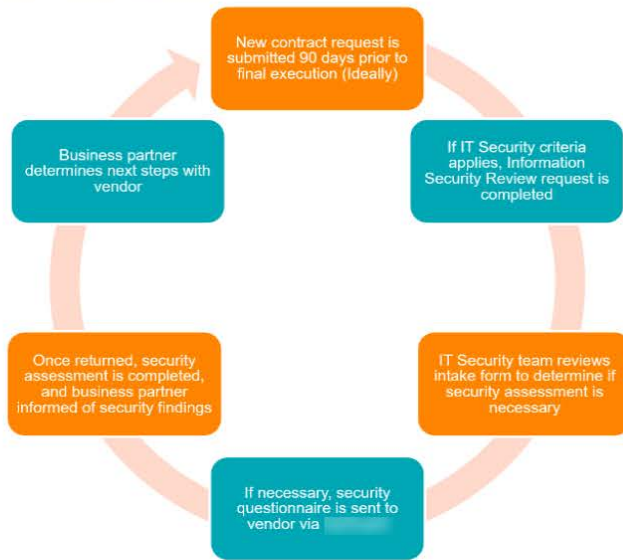 New contract request is
submitted 90 days prior to
final execution (Ideally)
If IT Security criteria
applies, Information
Security Review request is
completed
IT Security team reviews
intake form to determine if
security assessment is
necessary
If necessary, security
questionnaire is sent to
vendor via
Once returned, security
assessment is completed,
and business partner
informed of security findings
Business partner
determines next steps with
vendor